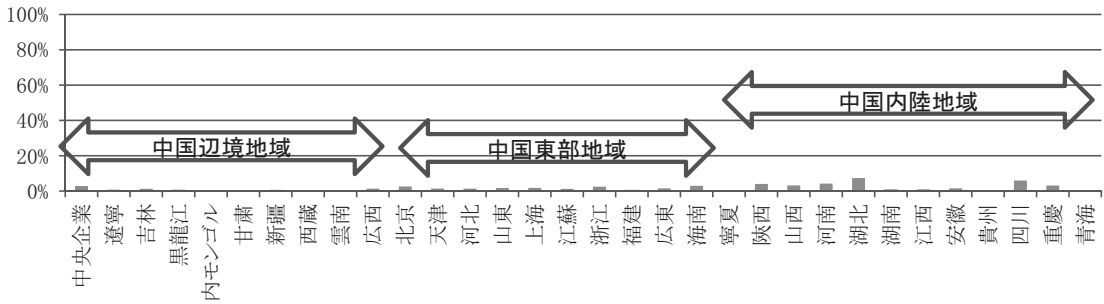 100%
80%
60%
40%
20%
0%
中国辺境地域
中国東部地域
中国内陸地域
中央企業
遼寧
吉林
黒龍江
内モンゴル
甘粛
新疆
西蔵
雲南
広西
北京
天津
河北
山東
上海
江蘇
浙江
福建
広東
海南
寧夏
陝西
山西
河南
湖北
湖南
江西
安徽
貴州
四川
重慶
青海